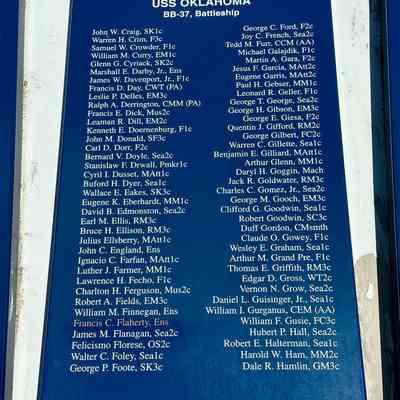 USS OKLAHOMA
BB-37, Battleship
John W. Craig, SK1c
Warren H. Crim, F3c
Samuel W. Crowder, F1c
William M. Curry, EM1c
Glenn G. Cyriack, SK2c
Marshall E. Darby, Jr., Ens
James W. Davenport, Jr., F1c
Francis D. Day, CWT (PA)
Leslie P. Delles, EM3c
Ralph A. Derrington, CMM (PA)
Francis E. Dick, Mus2c
Leaman R. Dill, EM2c
Kenneth E. Doernenburg, F1c
John M. Donald, SF3c
Carl D. Dorr, F2c
Bernard V. Doyle, Sea2c
Stanislaw F. Drwall, Pmkr1c
Cyril I. Dusset, MAtt1c
Buford H. Dyer, Sea1c
Wallace E. Eakes, SK3c
Eugene K. Eberhardt, MM1c
David B. Edmonston, Sea2c
Earl M. Ellis, RM3c
Bruce H. Ellison, RM3c
Julius Ellsberry, MAtt1c
John C. England, Ens
Ignacio C. Farfan, MAtt1c
Luther J. Farmer, MM1c
Lawrence H. Fecho, F1c
Charlton H. Ferguson, Mus2c
Robert A. Fields, EM3c
William M. Finnegan, Ens
Francis C. Flaherty, Ens
James M. Flanagan, Sea2c
Felicismo Florese, OS2c
Walter C. Foley, Sea1c
George P. Foote, SK3c
George C. Ford, F2c
Joy C. French, Sea2c
Tedd M. Furr, CCM (AA)
Michael Galajdik, F1c
Martin A. Gara, F2c
Jesus F. Garcia, MAtt2c
Eugene Garris, MAtt2c
Paul H. Gebser, MM1c
Leonard R. Geller, F1c
George T. George, Sea2c
George H. Gibson, EM3c
George E. Giesa, F2c
Quentin J. Gifford, RM2c
George Gilbert, FC2c
Warren C. Gillette, Sea1c
Benjamin E. Gilliard, MAtt1c
Arthur Glenn, MM1c
Daryl H. Goggin, Mach
Jack R. Goldwater, RM3c
Charles C. Gomez, Jr., Sea2c
George M. Gooch, EM3c
Clifford G. Goodwin, Sea1c
Robert Goodwin, SC3c
Duff Gordon, CMsmth
Claude O. Gowey, F1c
Wesley E. Graham, Sea1c
Arthur M. Grand Pre, F1c
Thomas E. Griffith, RM3c
Edgar D. Gross, WT2c
Vernon N. Grow, Sea2c
Daniel L. Guisinger, Jr., Sea1c
William I. Gurganus, CEM (AA)
William F. Gusie, FC3c
Hubert P. Hall, Sea2c
Robert E. Halterman, Sea1c
Harold W. Ham, MM2c
Dale R. Hamlin, GM3c